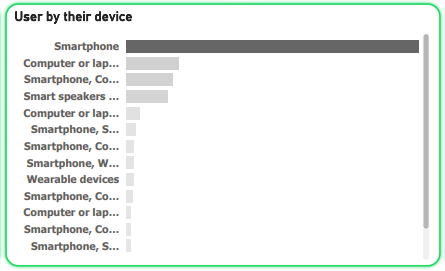 User by their device
Smartphone
Computer or lap...
Smartphone, Co...
Smart speakers ...
Computer or lap...
Smartphone, S...
Smartphone, Co...
Smartphone, W...
Wearable devices
Smartphone, Co...
Computer or lap...
Smartphone, Co...
Smartphone, S...